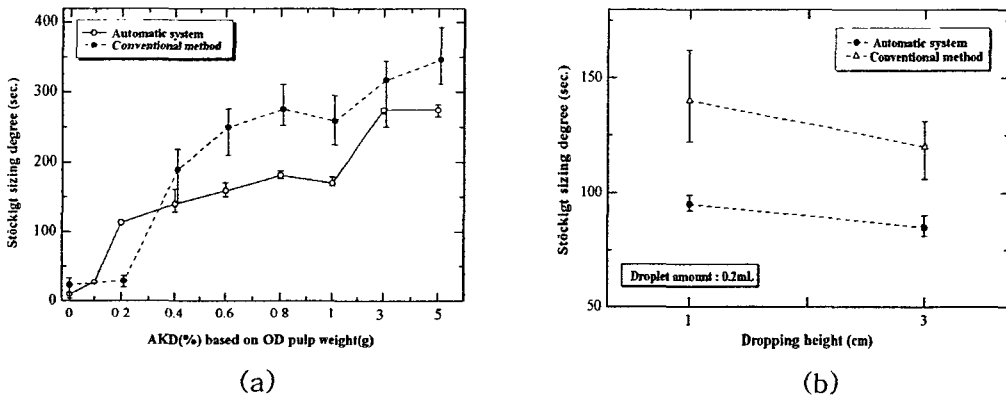 400
300
200
100
0
Stöckigt sizing degree (sec.)
Automatic system
Conventional method
0 0 2 0.4 0.6 0 8 1 3 5
AKD(%) based on OD pulp weight(g)
(a)
150
100
50
Stöckigt sizing degree (sec.)
Automatic system
Conventional method
Droplet amount : 0.2mL
1 3
Dropping height (cm)
(b)